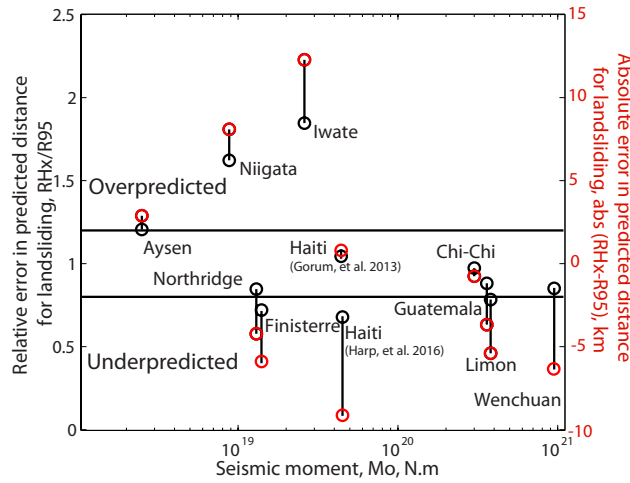 Relative error in predicted distance
for landsliding, RHx/R95
2.5
2
1.5
1
0.5
0
Absolute error in predicted distance
for landsliding, abs (RHx-R95), km
15
10
5
0
-5
-10
Iwate
Niigata
Overpredicted
Aysen
Haiti
(Gorum, et al. 2013)
Chi-Chi
Northridge
Guatemala
Finisterre
Haiti
(Harp, et al. 2016)
Underpredicted
Limon
Wenchuan
10^19
10^20
10^21
Seismic moment, Mo, N.m